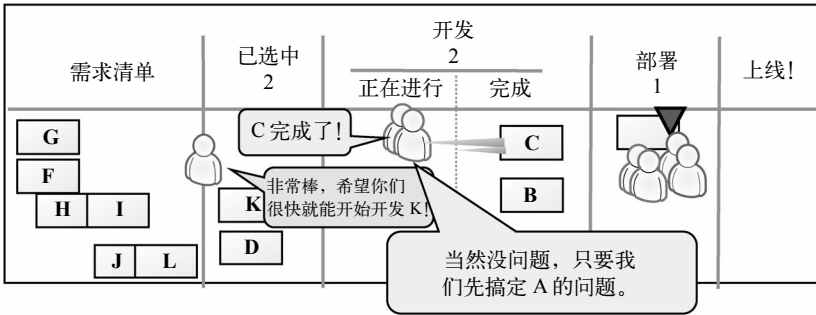 需求清单
已选中
2
开发
2
正在进行
完成
部署
1
上线！
G
F
H I
J L
K
D
C
B
C 完成了！
非常棒，希望你们
很快就能开始开发 K！
当然没问题，只要我
们先搞定 A 的问题。